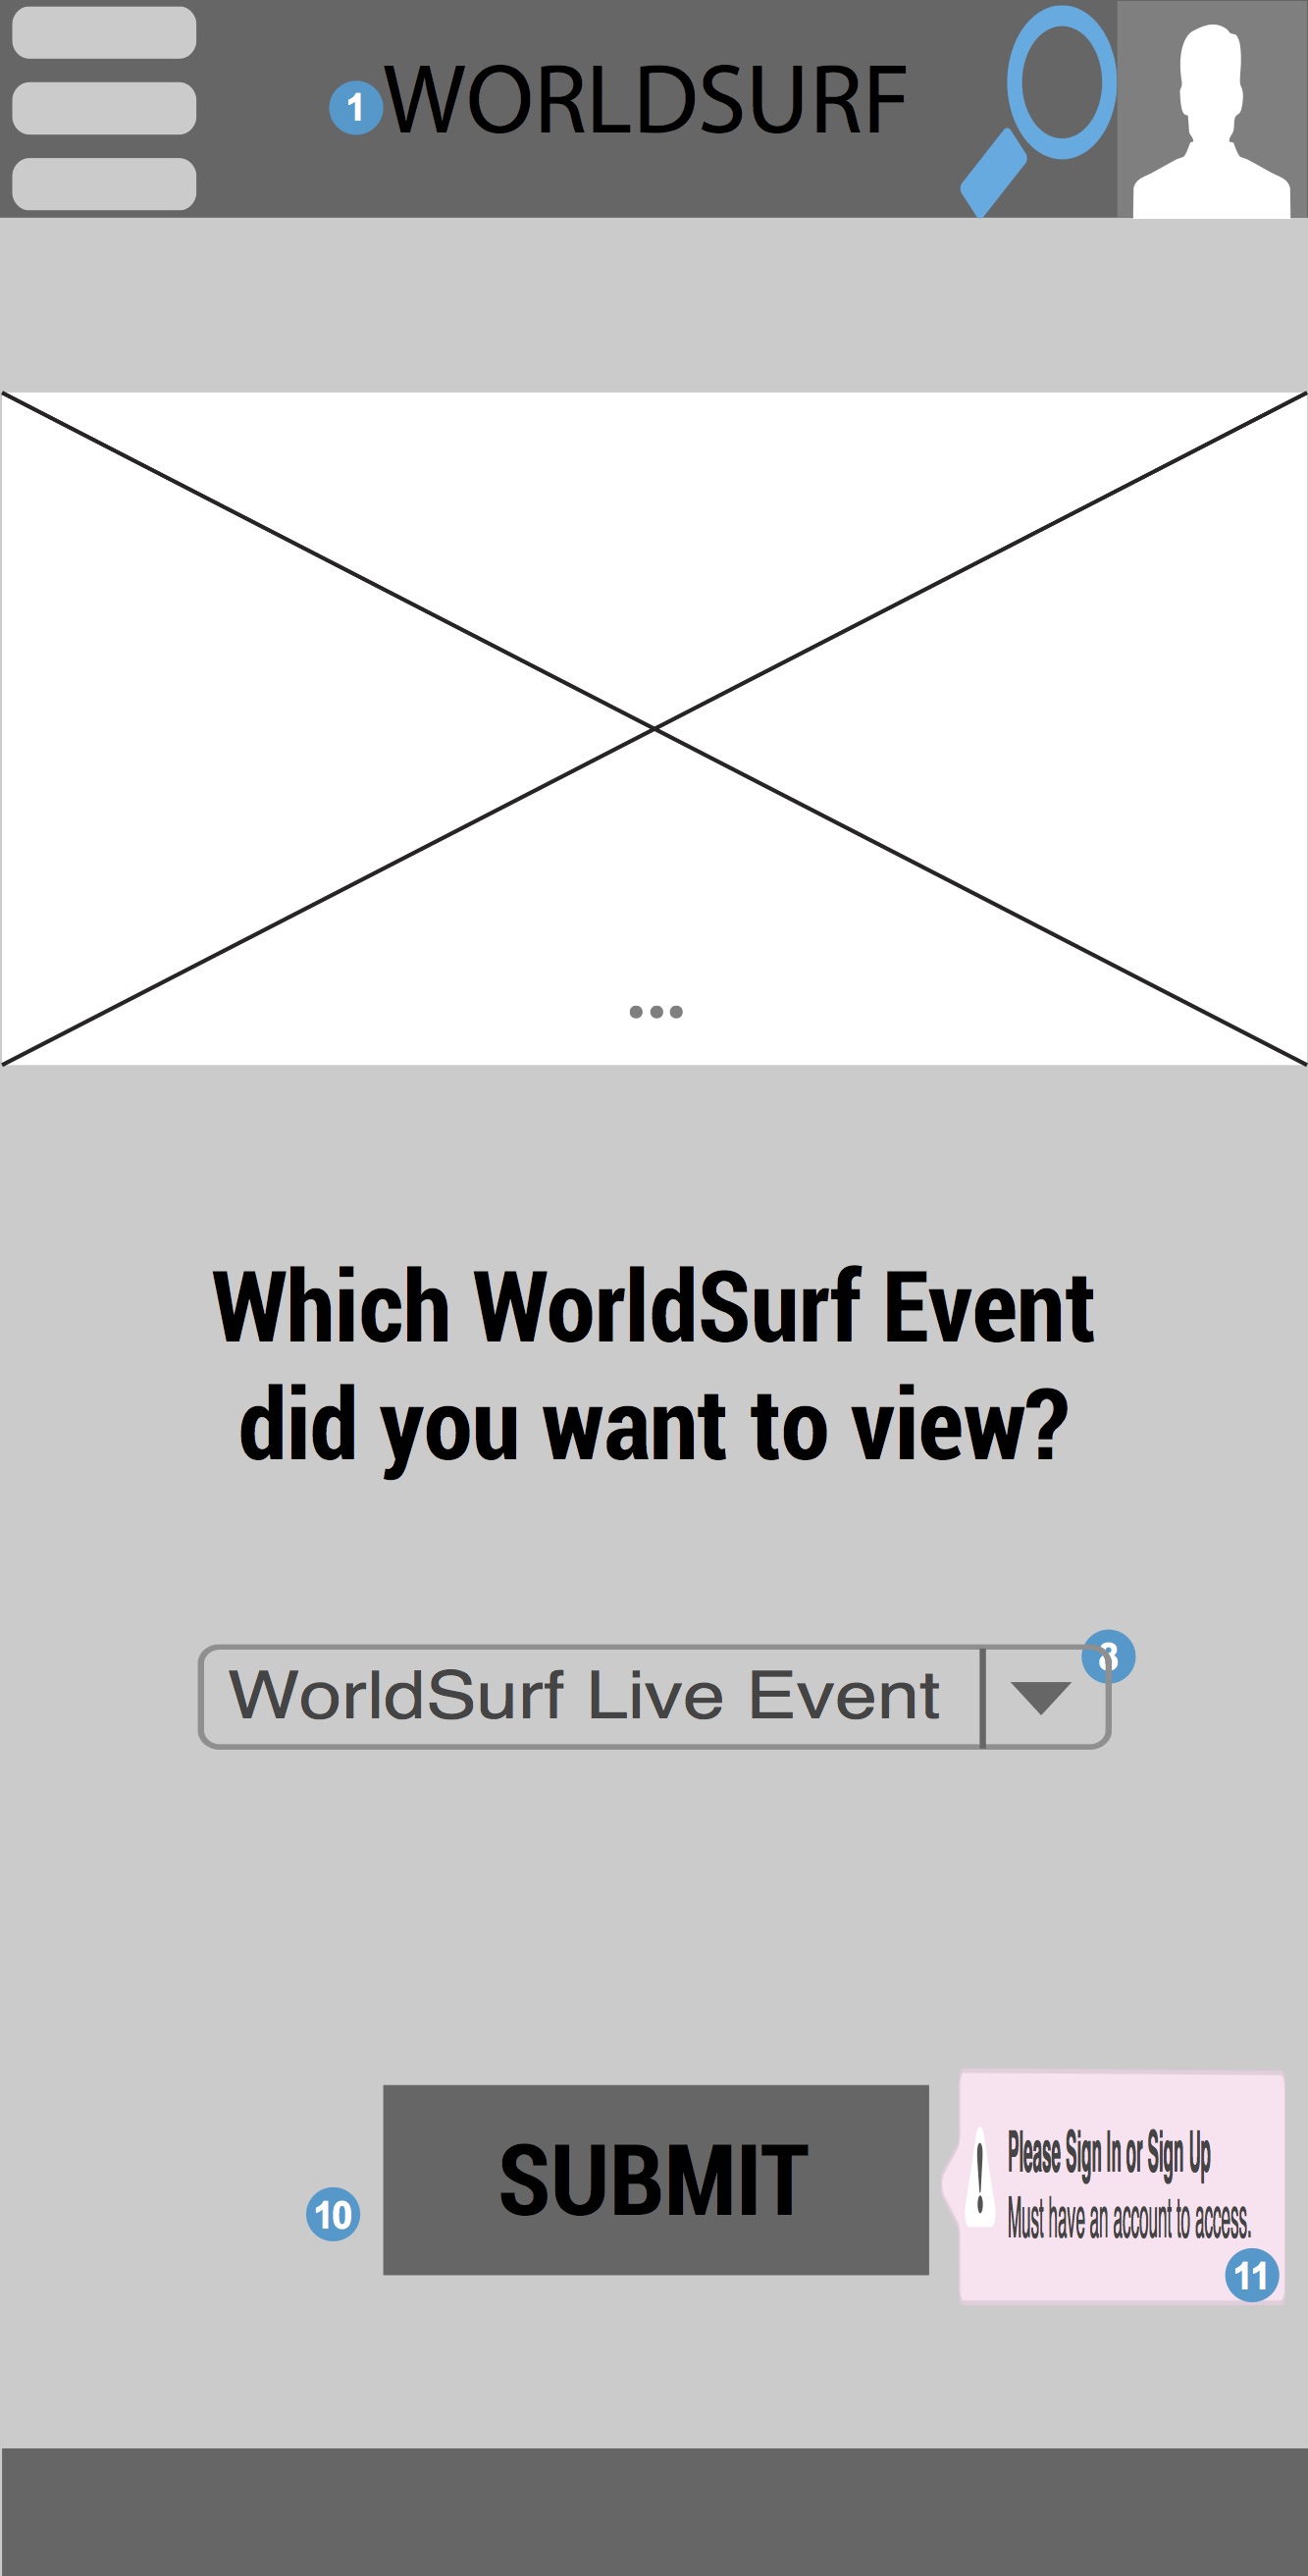 1 WORLDSURF
Which WorldSurf Event
did you want to view?
WorldSurf Live Event
SUBMIT
10
Please Sign In or Sign Up
Must have an account to access.
11